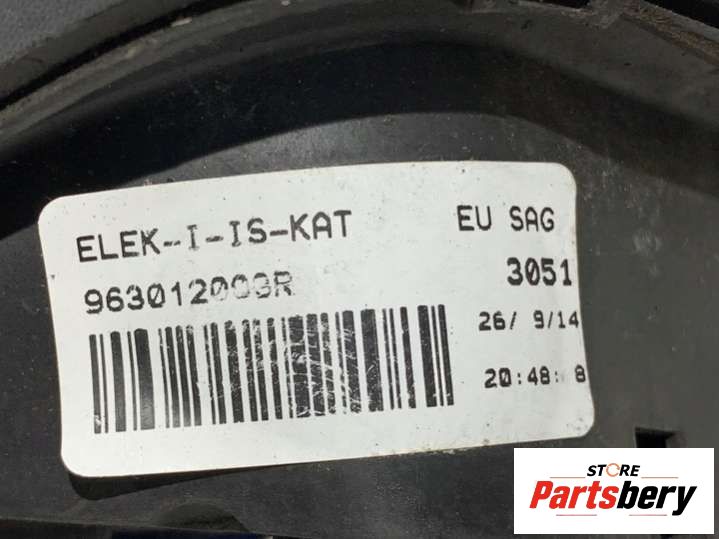 ELEK-I-IS-KAT
EU SAG
963012003R
3051
26/ 9/14
20:48: 8
STORE
Partsbery